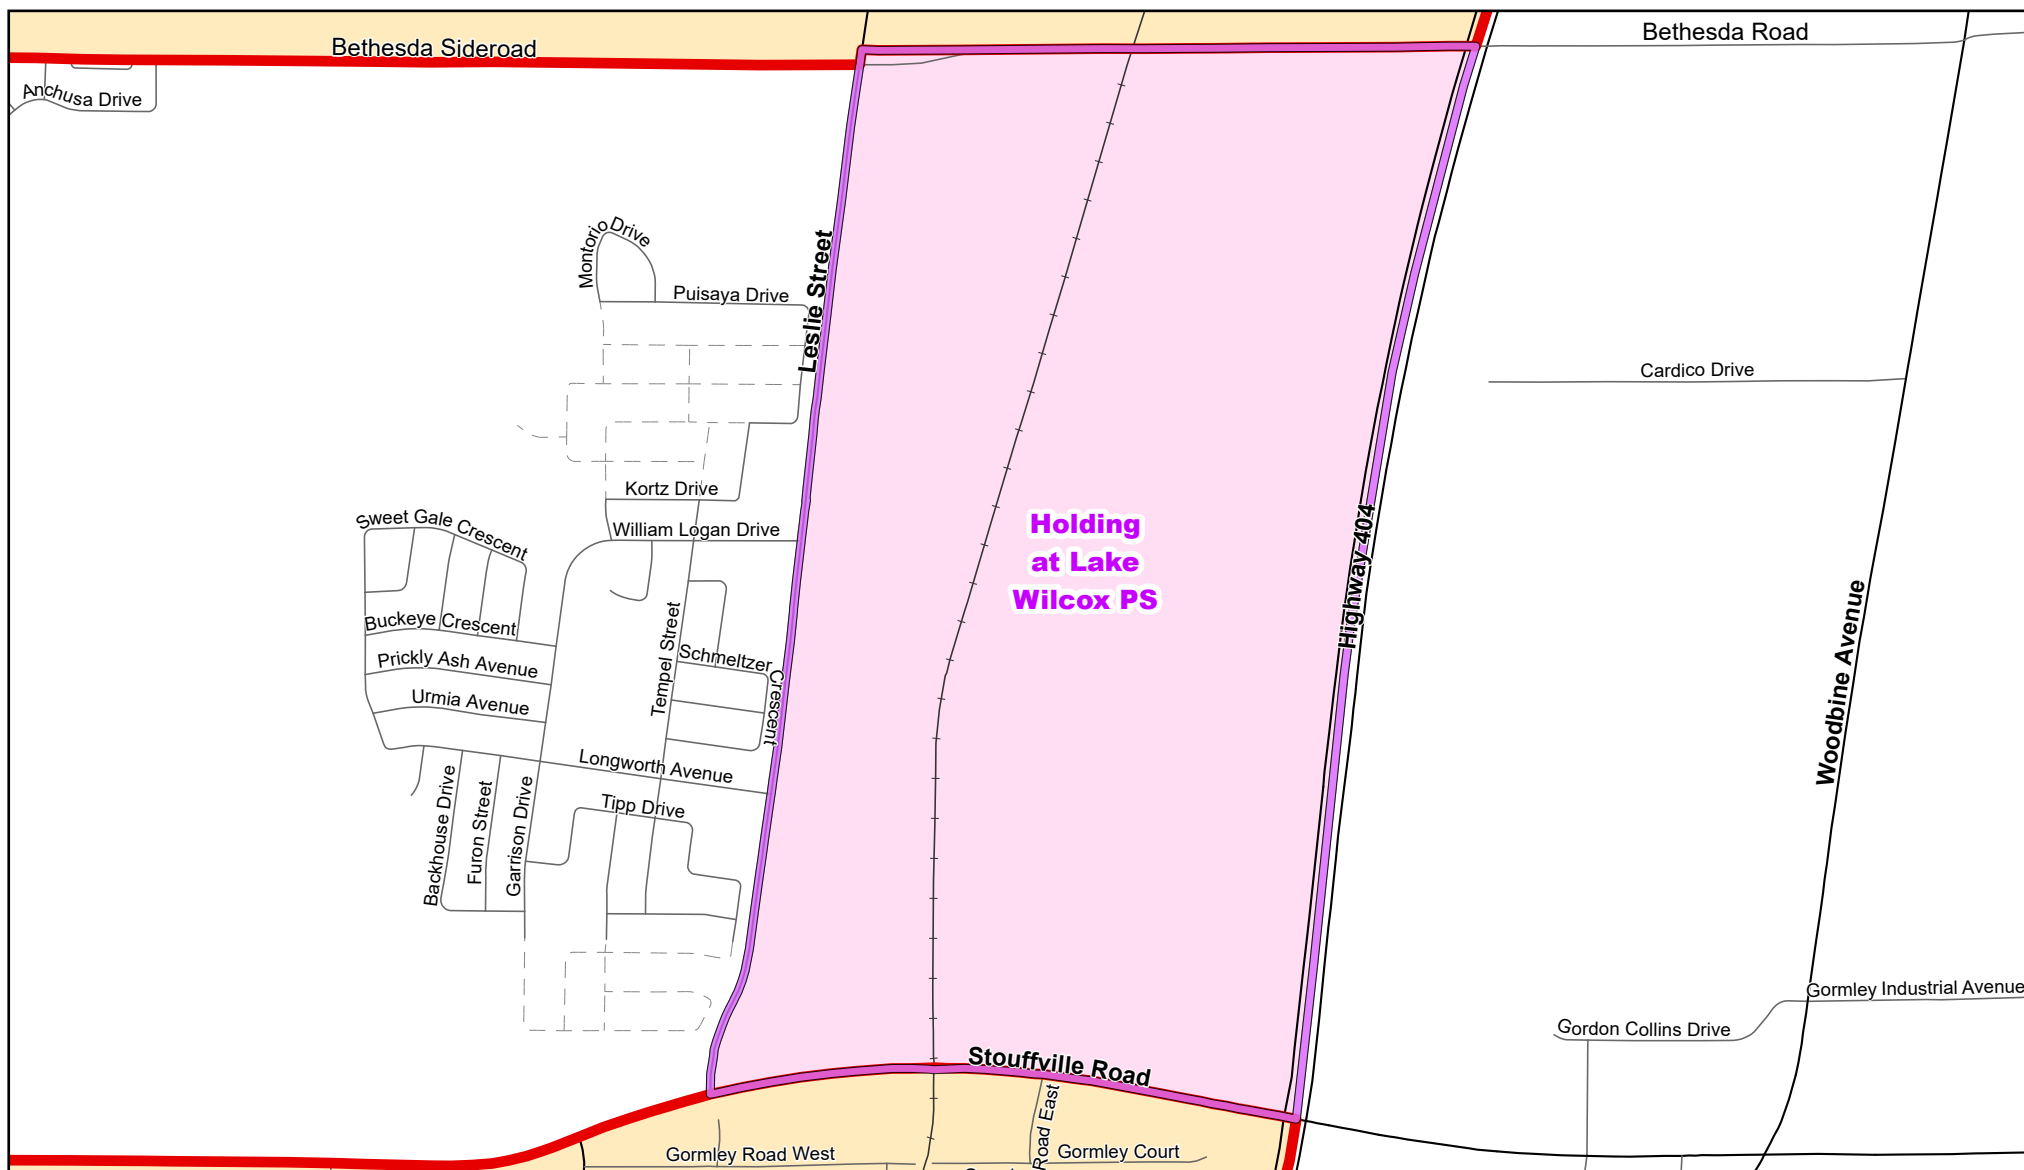 Bethesda Sideroad
Bethesda Road
Anchusa Drive
Montorio Drive
Puisaya Drive
Leslie Street
Cardico Drive
Kortz Drive
William Logan Drive
Sweet Gale Crescent
Holding
at Lake
Wilcox PS
Highway 404
Woodbine Avenue
Buckeye Crescent
Prickly Ash Avenue
Urmia Avenue
Tempel Street
Schmeltzer Crescent
Longworth Avenue
Tipp Drive
Backhouse Drive
Furon Street
Garrison Drive
Gormley Industrial Avenue
Gordon Collins Drive
Stouffville Road
Road East
Gormley Road West
Gormley Court